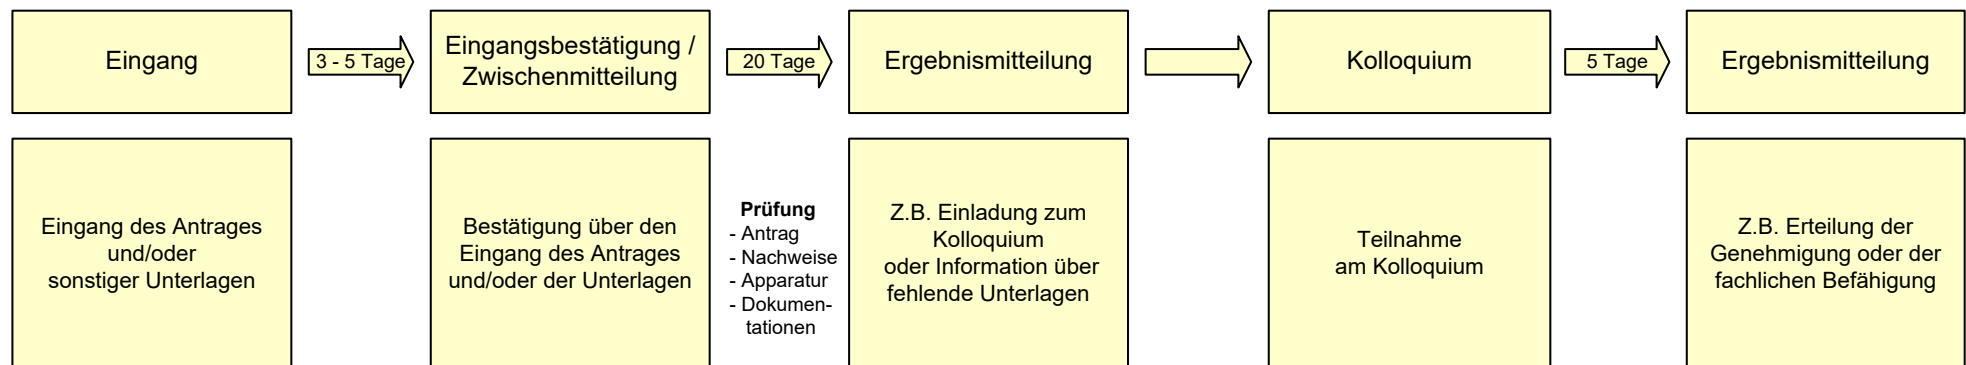 Eingang
3 - 5 Tage
Eingangsbestätigung /
Zwischenmitteilung
20 Tage
Ergebnismitteilung
Kolloquium
5 Tage
Ergebnismitteilung
Eingang des Antrages
und/oder
sonstiger Unterlagen
Bestätigung über den
Eingang des Antrages
und/oder der Unterlagen
Prüfung
- Antrag
- Nachweise
- Apparatur
- Dokumen-
tationen
Z.B. Einladung zum
Kolloquium
oder Information über
fehlende Unterlagen
Teilnahme
am Kolloquium
Z.B. Erteilung der
Genehmigung oder der
fachlichen Befähigung